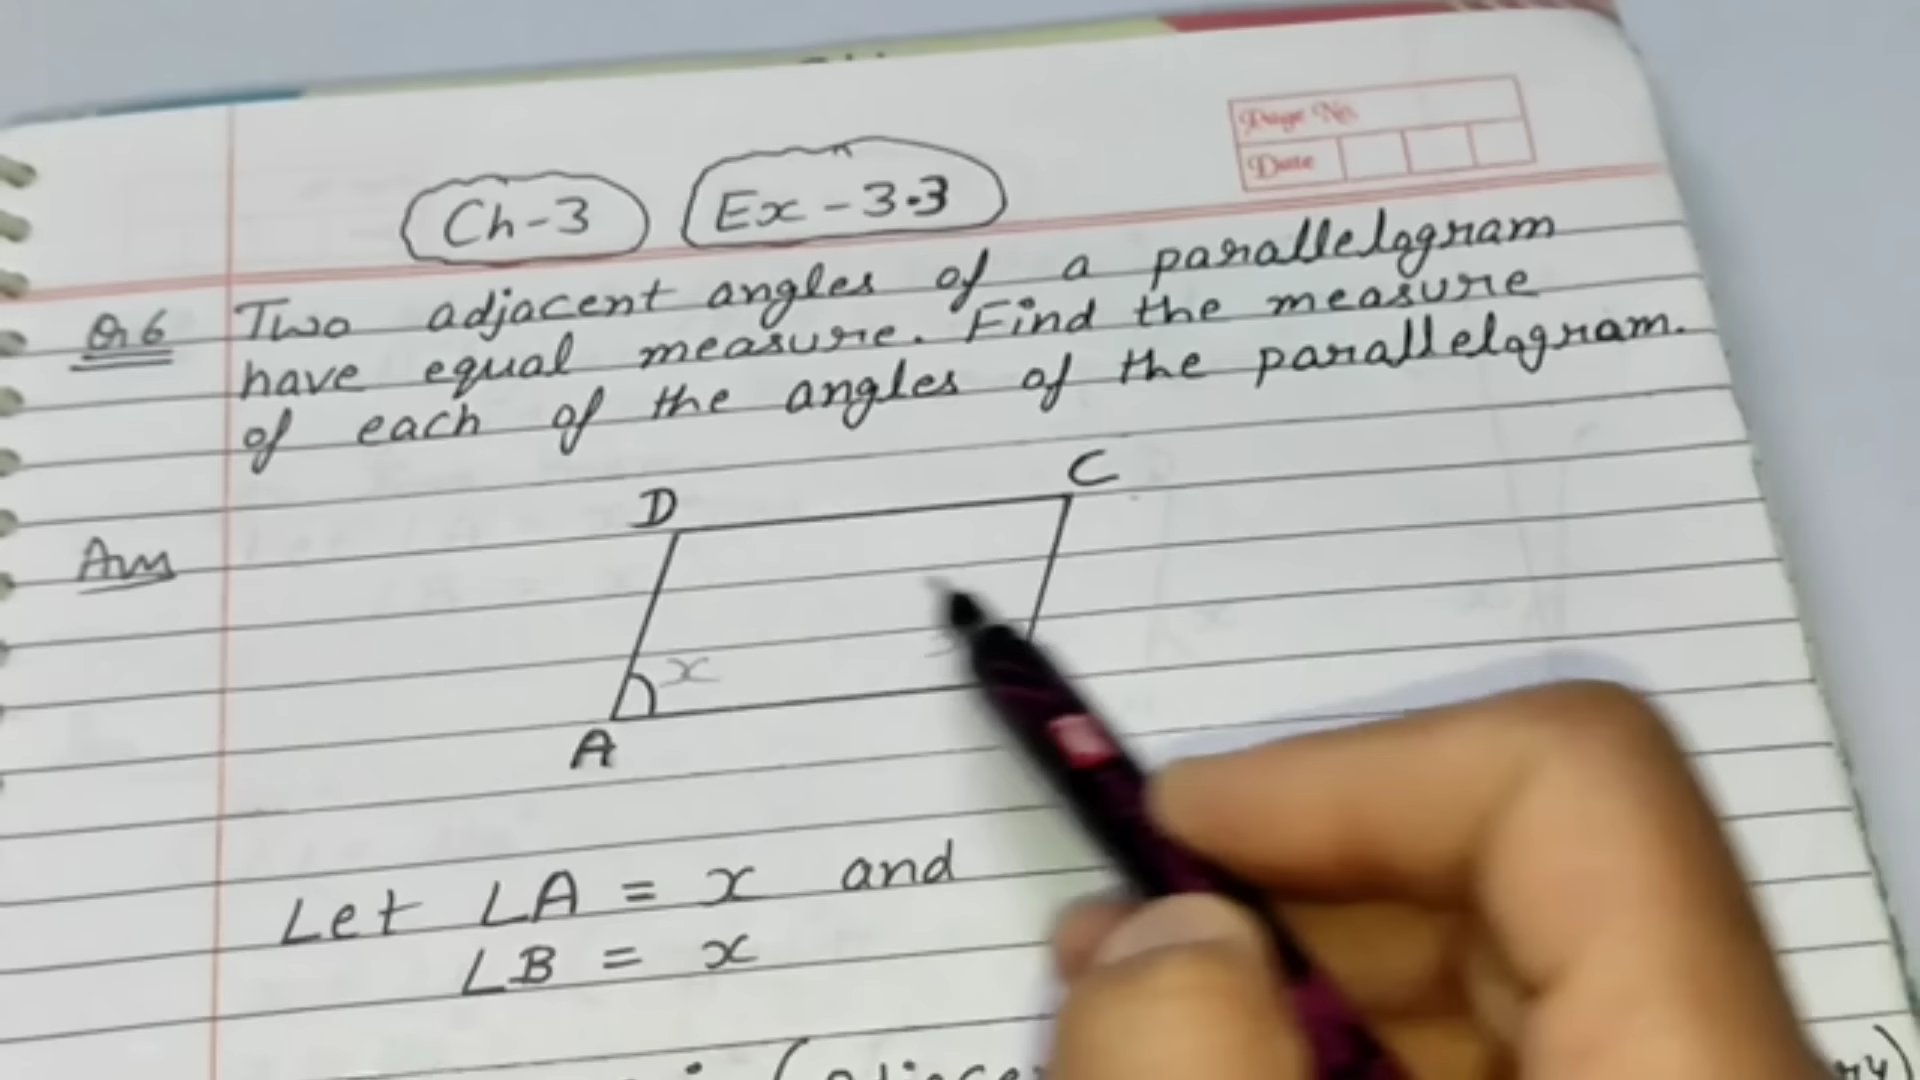 Page No.
Date
Ch-3 Ex-3.3
Q6 Two adjacent angles of a parallelogram
have equal measure. Find the measure
of each of the angles of the parallelogram.
Ans
D C
x
A
Let ∠A = x and
∠B = x